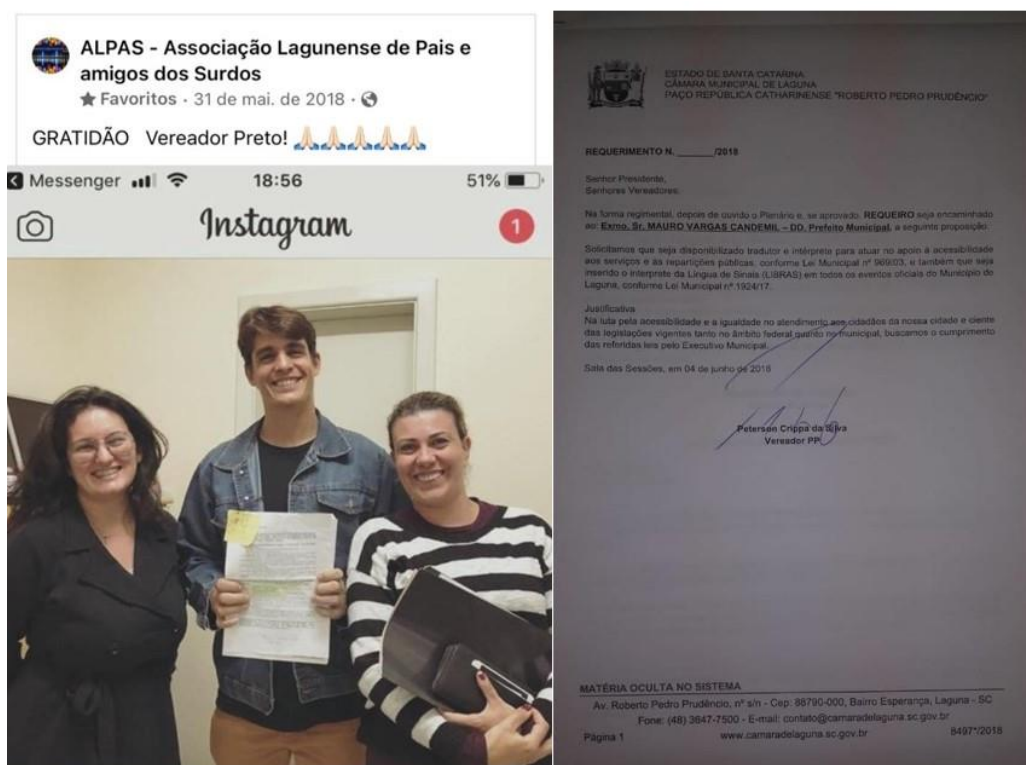 ALPAS - Associação Lagunense de Pais e
amigos dos Surdos
Favoritos · 31 de mai. de 2018 ·
GRATIDÃO Vereador Preto! 🙏🏻🙏🏻🙏🏻🙏🏻🙏🏻
Messenger 18:56 51%
Instagram 1
ESTADO DE SANTA CATARINA
CÂMARA MUNICIPAL DE LAGUNA
PAÇO REPÚBLICA CATHARINENSE "ROBERTO PEDRO PRUDÊNCIO"
REQUERIMENTO N. ______/2018
Senhor Presidente,
Senhores Vereadores:
Na forma regimental, depois de ouvido o Plenário e, se aprovado, REQUEIRO seja encaminhado
ao: Exmo. Sr. MAURO VARGAS CANDEMIL – DD. Prefeito Municipal, a seguinte proposição:
Solicitamos que seja disponibilizado tradutor e intérprete para atuar no apoio à acessibilidade
aos serviços e às repartições públicas, conforme Lei Municipal nº 969/03, e também que seja
inserido o interprete da Língua de Sinais (LIBRAS) em todos os eventos oficiais do Município de
Laguna, conforme Lei Municipal nº 1924/17.
Justificativa
Na luta pela acessibilidade e a igualdade no atendimento aos cidadãos da nossa cidade e ciente
das legislações vigentes tanto no âmbito federal quanto no municipal, buscamos o cumprimento
das referidas leis pelo Executivo Municipal.
Sala das Sessões, em 04 de junho de 2018
Peterson Crippa da Silva
Vereador PP
MATÉRIA OCULTA NO SISTEMA
Av. Roberto Pedro Prudêncio, nº s/n - Cep: 88790-000, Bairro Esperança, Laguna - SC
Fone: (48) 3647-7500 - E-mail: contato@camaradelaguna.sc.gov.br
Página 1 www.camaradelaguna.sc.gov.br 8497*/2018